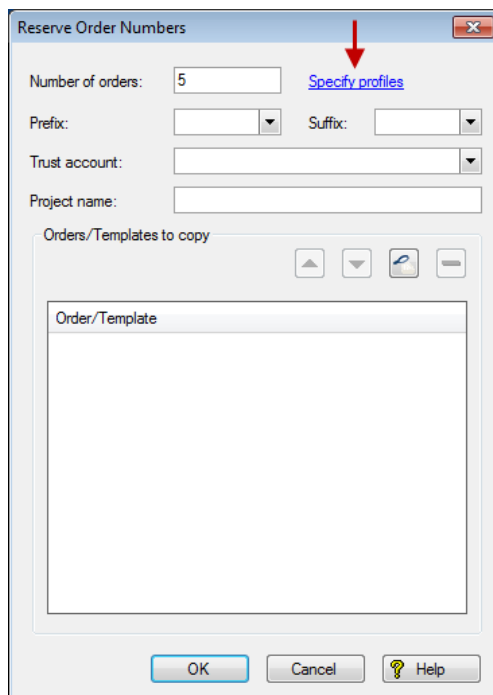 Reserve Order Numbers
Number of orders: 5 Specify profiles
Prefix: Suffix:
Trust account:
Project name:
Orders/Templates to copy
Order/Template
OK Cancel ? Help